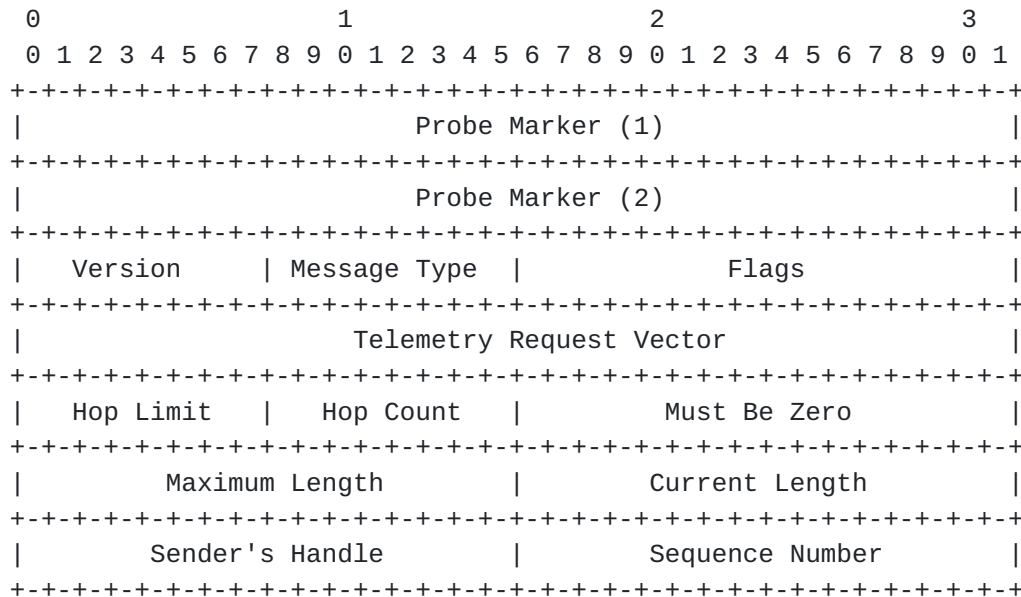 0                   1                   2                   3
 0 1 2 3 4 5 6 7 8 9 0 1 2 3 4 5 6 7 8 9 0 1 2 3 4 5 6 7 8 9 0 1
+-+-+-+-+-+-+-+-+-+-+-+-+-+-+-+-+-+-+-+-+-+-+-+-+-+-+-+-+-+-+-+-+
|                         Probe Marker (1)                      |
+-+-+-+-+-+-+-+-+-+-+-+-+-+-+-+-+-+-+-+-+-+-+-+-+-+-+-+-+-+-+-+-+
|                         Probe Marker (2)                      |
+-+-+-+-+-+-+-+-+-+-+-+-+-+-+-+-+-+-+-+-+-+-+-+-+-+-+-+-+-+-+-+-+
|   Version     | Message Type  |             Flags             |
+-+-+-+-+-+-+-+-+-+-+-+-+-+-+-+-+-+-+-+-+-+-+-+-+-+-+-+-+-+-+-+-+
|                     Telemetry Request Vector                  |
+-+-+-+-+-+-+-+-+-+-+-+-+-+-+-+-+-+-+-+-+-+-+-+-+-+-+-+-+-+-+-+-+
|   Hop Limit   |   Hop Count   |         Must Be Zero          |
+-+-+-+-+-+-+-+-+-+-+-+-+-+-+-+-+-+-+-+-+-+-+-+-+-+-+-+-+-+-+-+-+
|         Maximum Length        |        Current Length         |
+-+-+-+-+-+-+-+-+-+-+-+-+-+-+-+-+-+-+-+-+-+-+-+-+-+-+-+-+-+-+-+-+
|        Sender's Handle        |        Sequence Number        |
+-+-+-+-+-+-+-+-+-+-+-+-+-+-+-+-+-+-+-+-+-+-+-+-+-+-+-+-+-+-+-+-+